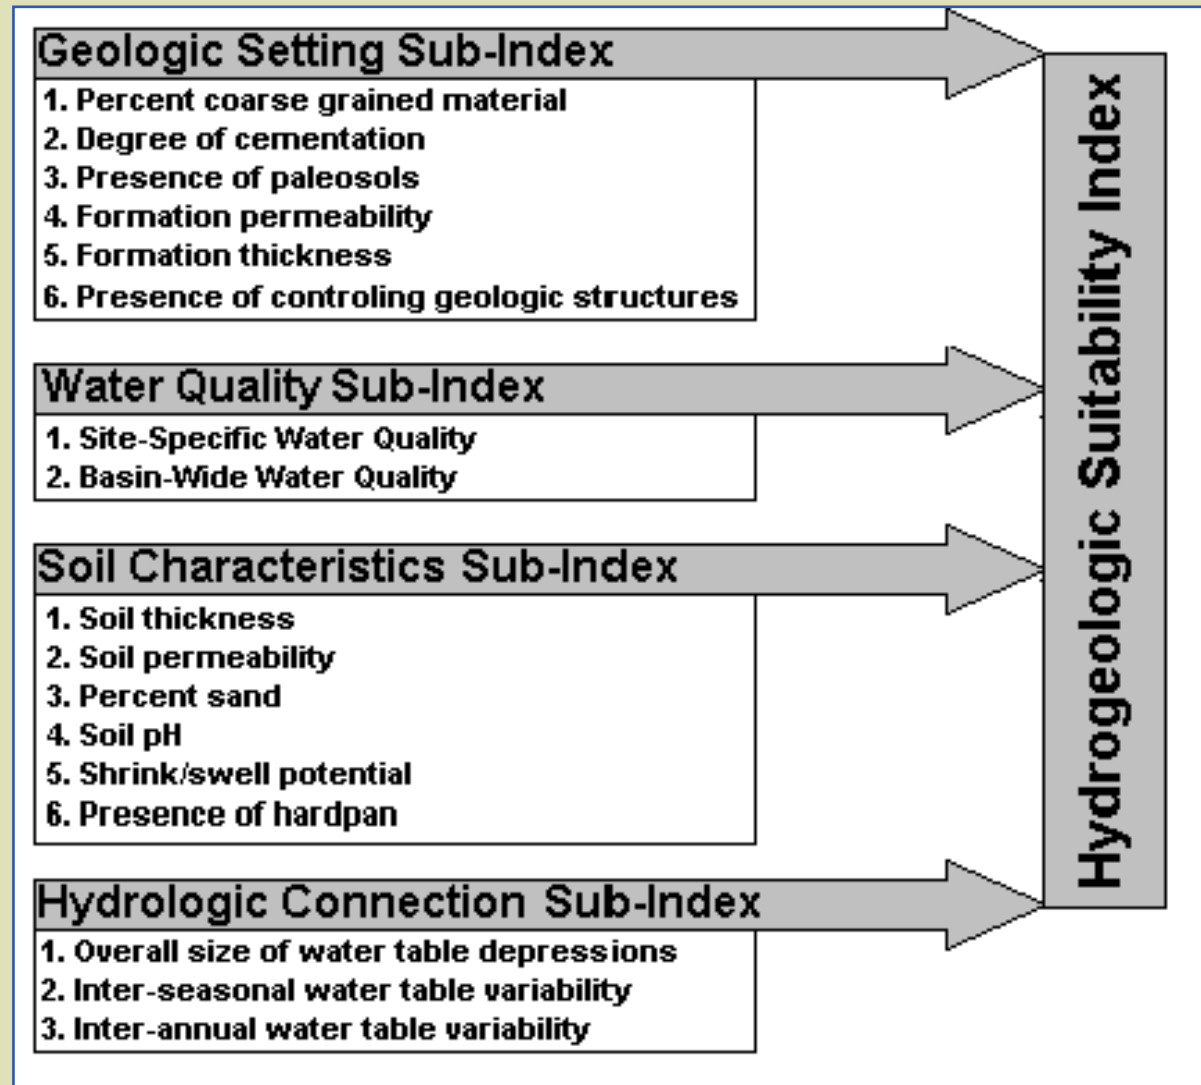 Geologic Setting Sub-Index
1. Percent coarse grained material
2. Degree of cementation
3. Presence of paleosols
4. Formation permeability
5. Formation thickness
6. Presence of controling geologic structures
Water Quality Sub-Index
1. Site-Specific Water Quality
2. Basin-Wide Water Quality
Soil Characteristics Sub-Index
1. Soil thickness
2. Soil permeability
3. Percent sand
4. Soil pH
5. Shrink/swell potential
6. Presence of hardpan
Hydrologic Connection Sub-Index
1. Overall size of water table depressions
2. Inter-seasonal water table variability
3. Inter-annual water table variability
Hydrogeologic Suitability Index